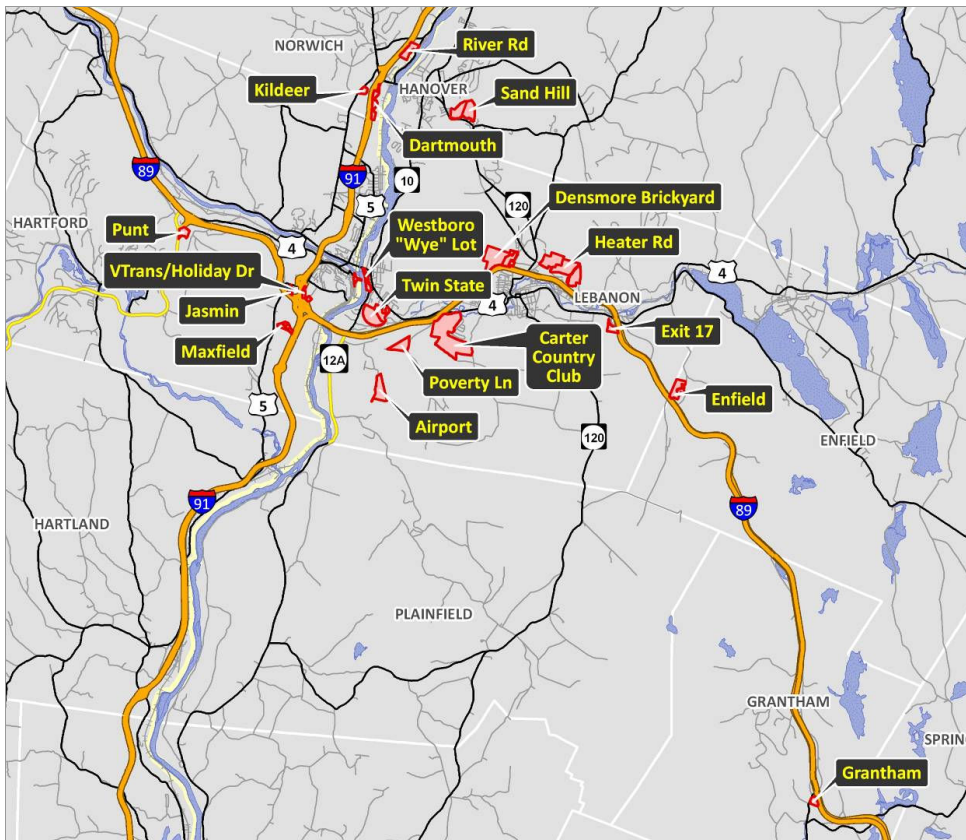 NORWICH
River Rd
Kildeer
HANOVER
Sand Hill
Dartmouth
89
91
10
5
120
Densmore Brickyard
HARTFORD
Punt
4
Westboro
"Wye" Lot
Heater Rd
4
VTrans/Holiday Dr
Twin State
4
LEBANON
Jasmin
Exit 17
Maxfield
12A
Carter
Country
Club
Poverty Ln
Enfield
5
Airport
120
ENFIELD
91
89
HARTLAND
PLAINFIELD
GRANTHAM
SPRING
Grantham